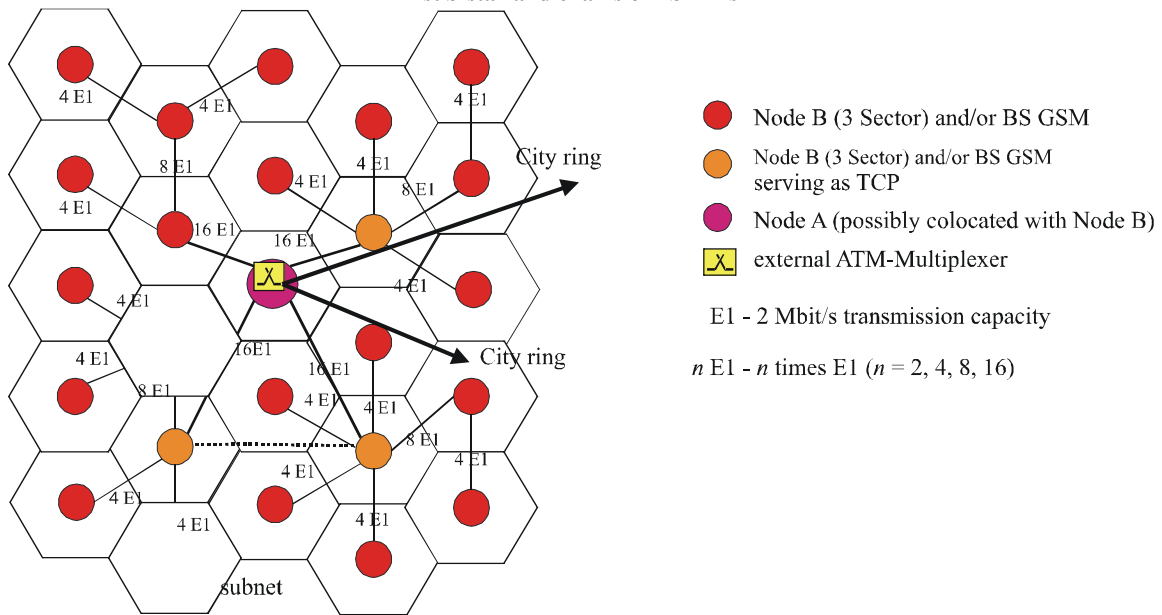 4 E1
4 E1
4 E1
City ring
8 E1
4 E1
4 E1
4 E1
8 E1
16 E1
16 E1
4 E1
4 E1
16E1
City ring
4 E1
16 E1
8 E1
4 E1
4 E1
8 E1
4 E1
4 E1
4 E1
4 E1
4 E1
subnet
Node B (3 Sector) and/or BS GSM
Node B (3 Sector) and/or BS GSM
serving as TCP
Node A (possibly colocated with Node B)
external ATM-Multiplexer
E1 - 2 Mbit/s transmission capacity
n E1 - n times E1 (n = 2, 4, 8, 16)